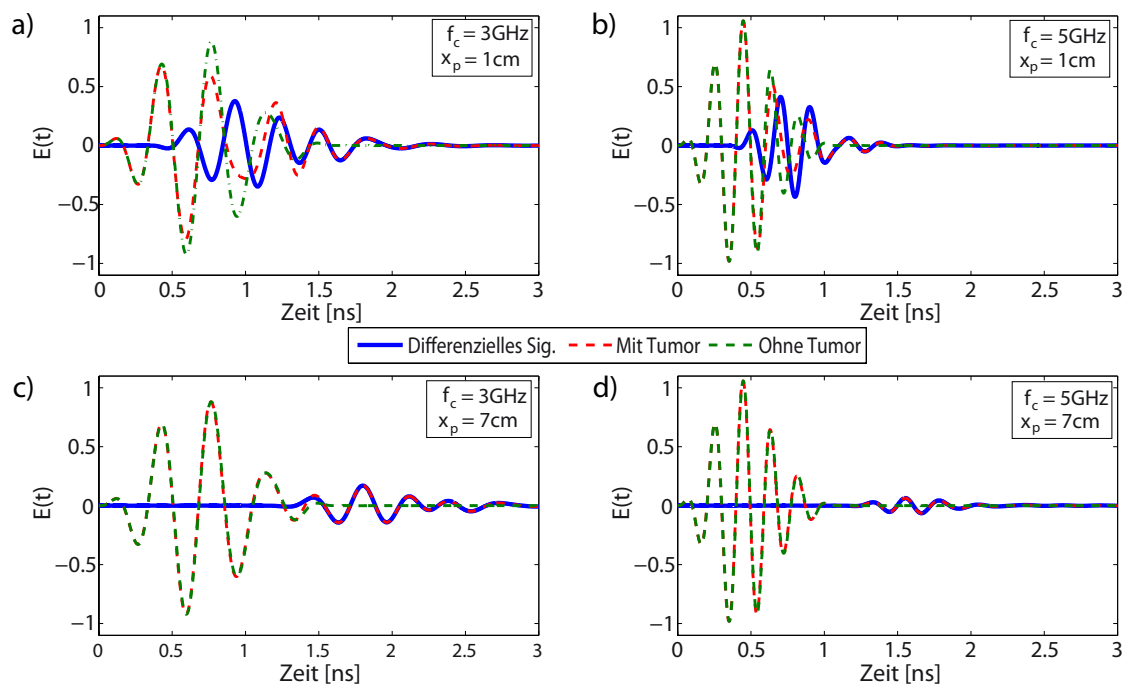 a)
f_c = 3GHz
x_p = 1cm
E(t)
1
0.5
0
−0.5
−1
0 0.5 1 1.5 2 2.5 3
Zeit [ns]
b)
f_c = 5GHz
x_p = 1cm
E(t)
1
0.5
0
−0.5
−1
0 0.5 1 1.5 2 2.5 3
Zeit [ns]
Differenzielles Sig. Mit Tumor Ohne Tumor
c)
f_c = 3GHz
x_p = 7cm
E(t)
1
0.5
0
−0.5
−1
0 0.5 1 1.5 2 2.5 3
Zeit [ns]
d)
f_c = 5GHz
x_p = 7cm
E(t)
1
0.5
0
−0.5
−1
0 0.5 1 1.5 2 2.5 3
Zeit [ns]